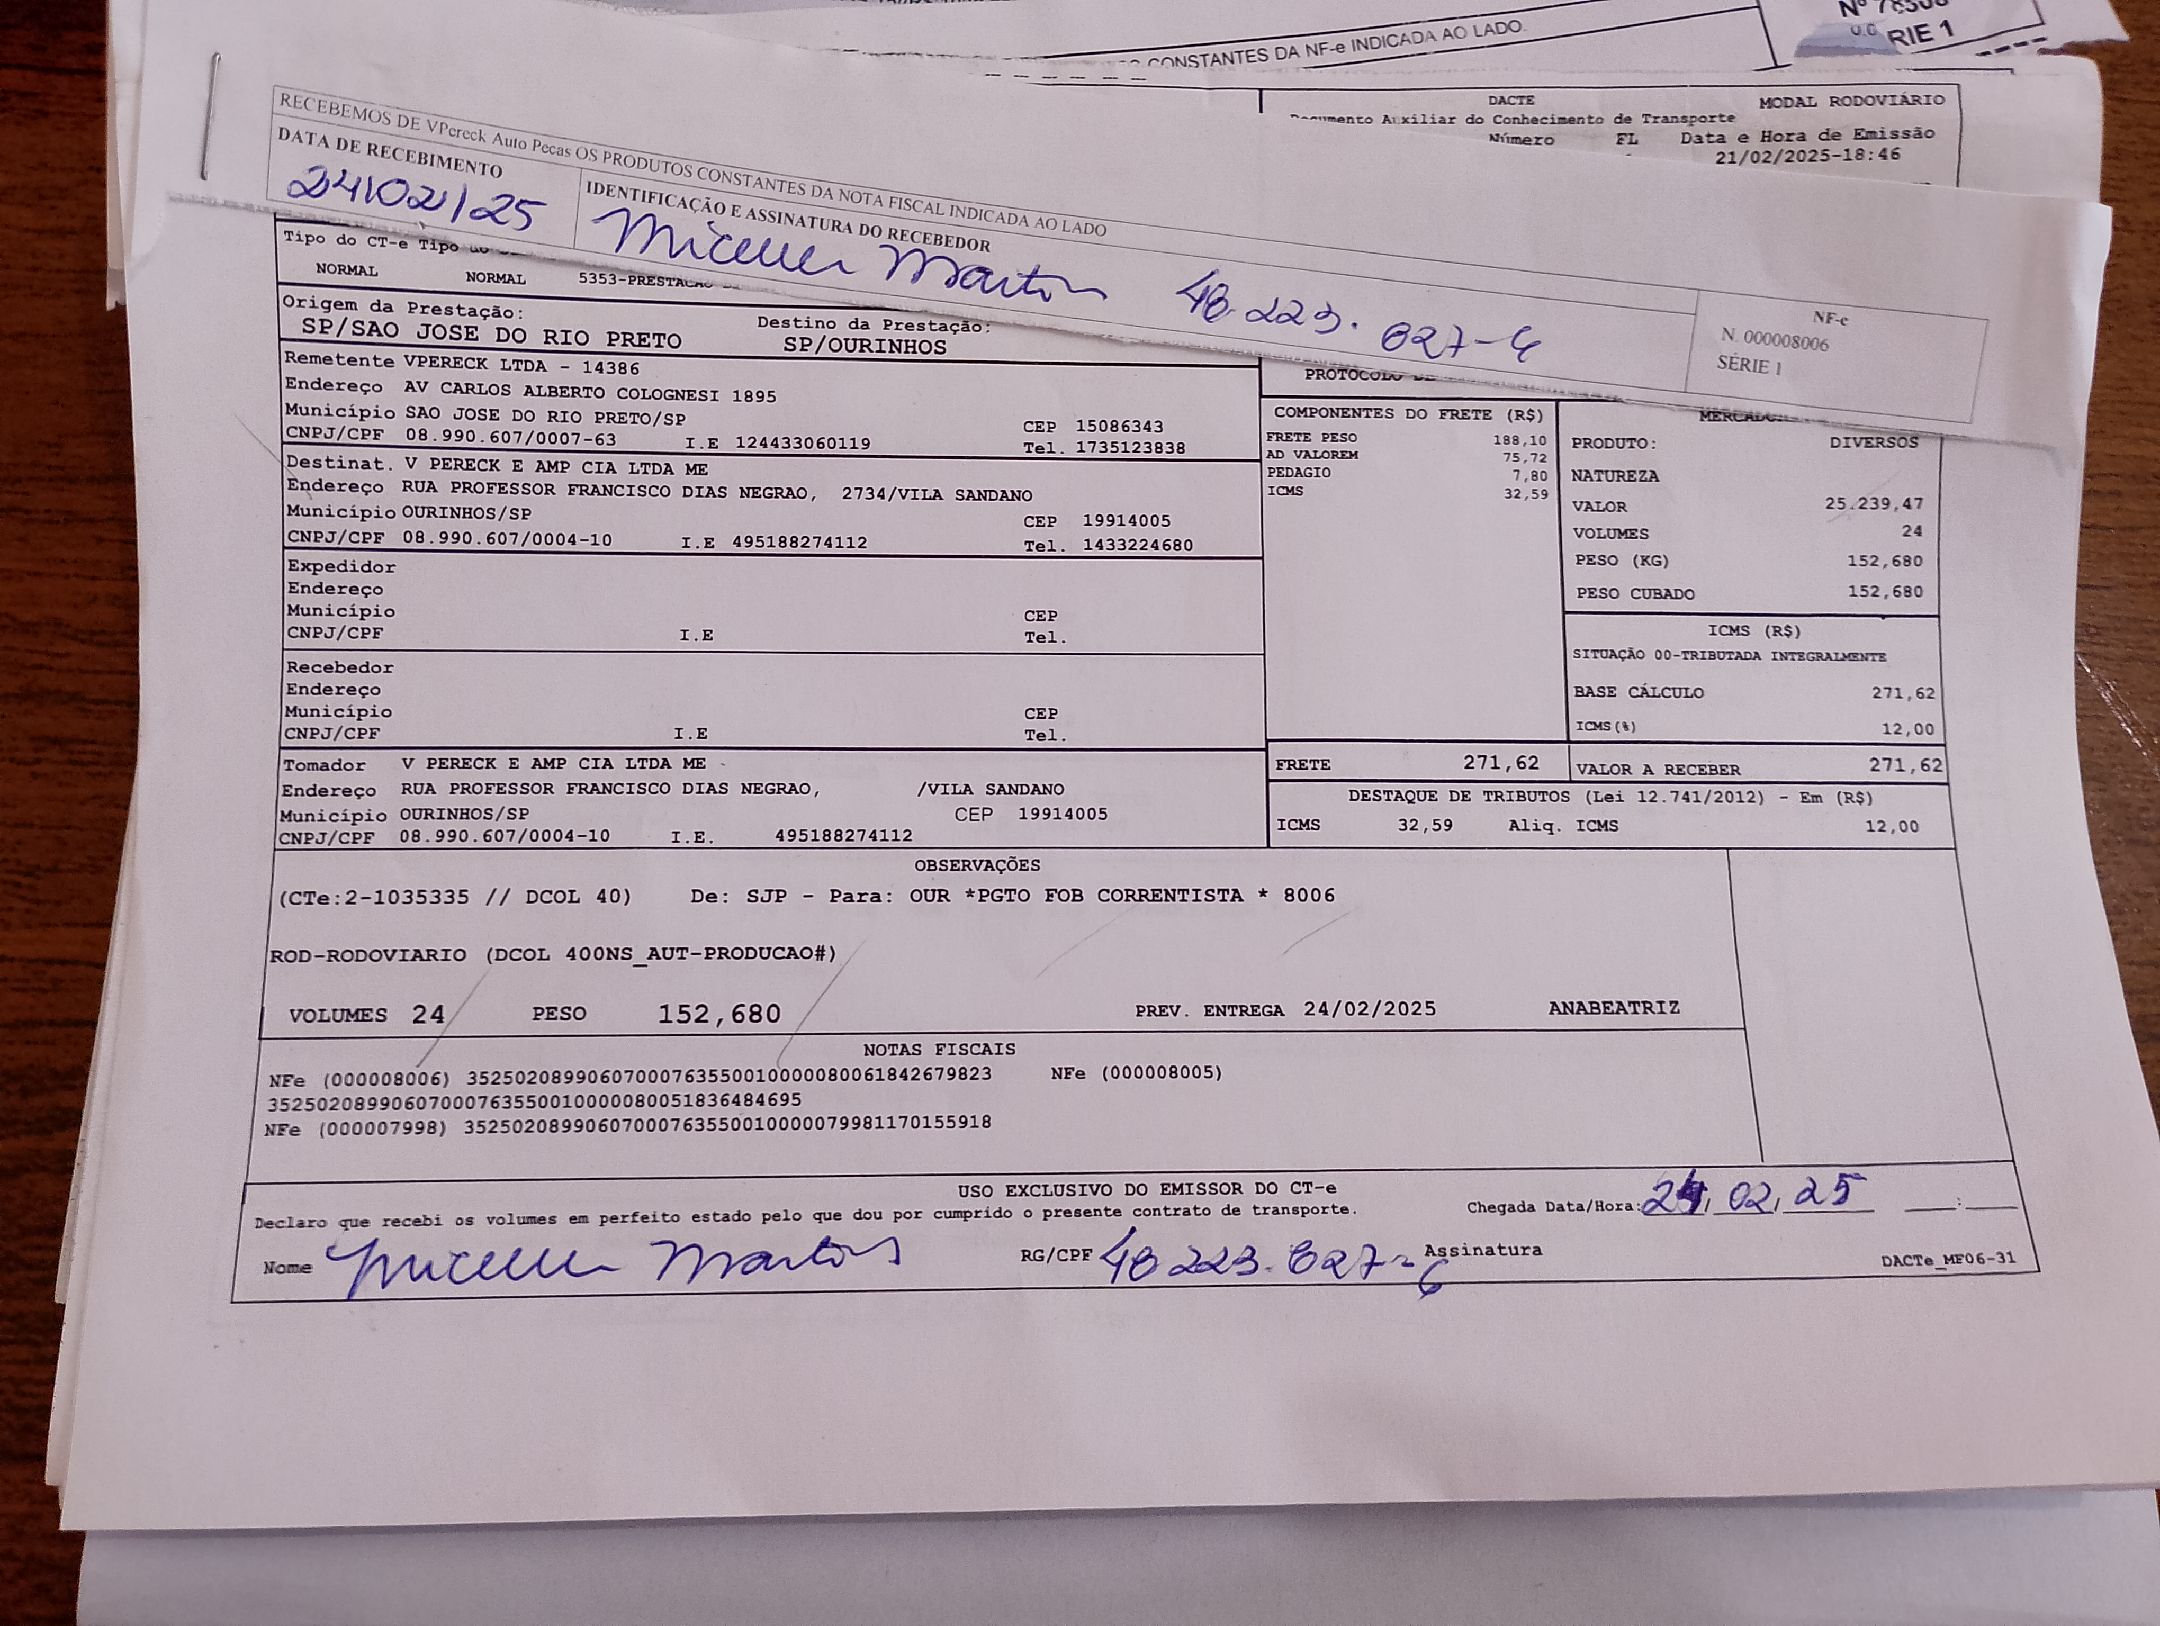 CONSTANTES DA NF-e INDICADA AO LADO.
RIE 1
RECEBEMOS DE VPereck Auto Pecas OS PRODUTOS CONSTANTES DA NOTA FISCAL INDICADA AO LADO
DATA DE RECEBIMENTO
24/02/25
IDENTIFICAÇÃO E ASSINATURA DO RECEBEDOR
48.223.827-6
NF-e
N. 000008006
SÉRIE 1
DACTE MODAL RODOVIÁRIO
Auxiliar do Conhecimento de Transporte
Número FL Data e Hora de Emissão
21/02/2025-18:46
Tipo do CT-e Tipo
NORMAL NORMAL 5353-PRESTACAO
Origem da Prestação: Destino da Prestação:
SP/SAO JOSE DO RIO PRETO SP/OURINHOS
Remetente VPERECK LTDA - 14386
Endereço AV CARLOS ALBERTO COLOGNESI 1895
Município SAO JOSE DO RIO PRETO/SP CEP 15086343
CNPJ/CPF 08.990.607/0007-63 I.E 124433060119 Tel. 1735123838
Destinat. V PERECK E AMP CIA LTDA ME
Endereço RUA PROFESSOR FRANCISCO DIAS NEGRAO, 2734/VILA SANDANO
Município OURINHOS/SP CEP 19914005
CNPJ/CPF 08.990.607/0004-10 I.E 495188274112 Tel. 1433224680
Expedidor
Endereço
Município CEP
CNPJ/CPF I.E Tel.
Recebedor
Endereço
Município CEP
CNPJ/CPF I.E Tel.
Tomador V PERECK E AMP CIA LTDA ME
Endereço RUA PROFESSOR FRANCISCO DIAS NEGRAO, /VILA SANDANO
Município OURINHOS/SP CEP 19914005
CNPJ/CPF 08.990.607/0004-10 I.E. 495188274112
PROTOCOLO
COMPONENTES DO FRETE (R$)
FRETE PESO 188,10
AD VALOREM 75,72
PEDAGIO 7,80
ICMS 32,59
PRODUTO: DIVERSOS
NATUREZA
VALOR 25.239,47
VOLUMES 24
PESO (KG) 152,680
PESO CUBADO 152,680
ICMS (R$)
SITUAÇÃO 00-TRIBUTADA INTEGRALMENTE
BASE CÁLCULO 271,62
ICMS(%) 12,00
FRETE 271,62 VALOR A RECEBER 271,62
DESTAQUE DE TRIBUTOS (Lei 12.741/2012) - Em (R$)
ICMS 32,59 Aliq. ICMS 12,00
OBSERVAÇÕES
(CTe:2-1035335 // DCOL 40) De: SJP - Para: OUR *PGTO FOB CORRENTISTA * 8006
ROD-RODOVIARIO (DCOL 400NS_AUT-PRODUCAO#)
VOLUMES 24 PESO 152,680 PREV. ENTREGA 24/02/2025 ANABEATRIZ
NOTAS FISCAIS
NFe (000008006) 35250208990607000763550010000080061842679823 NFe (000008005)
35250208990607000763550010000080051836484695
NFe (000007998) 35250208990607000763550010000079981170155918
USO EXCLUSIVO DO EMISSOR DO CT-e
Declaro que recebi os volumes em perfeito estado pelo que dou por cumprido o presente contrato de transporte. Chegada Data/Hora: 24, 02, 25 :
Nome RG/CPF 48 223.827-6 Assinatura DACTe_MF06-31